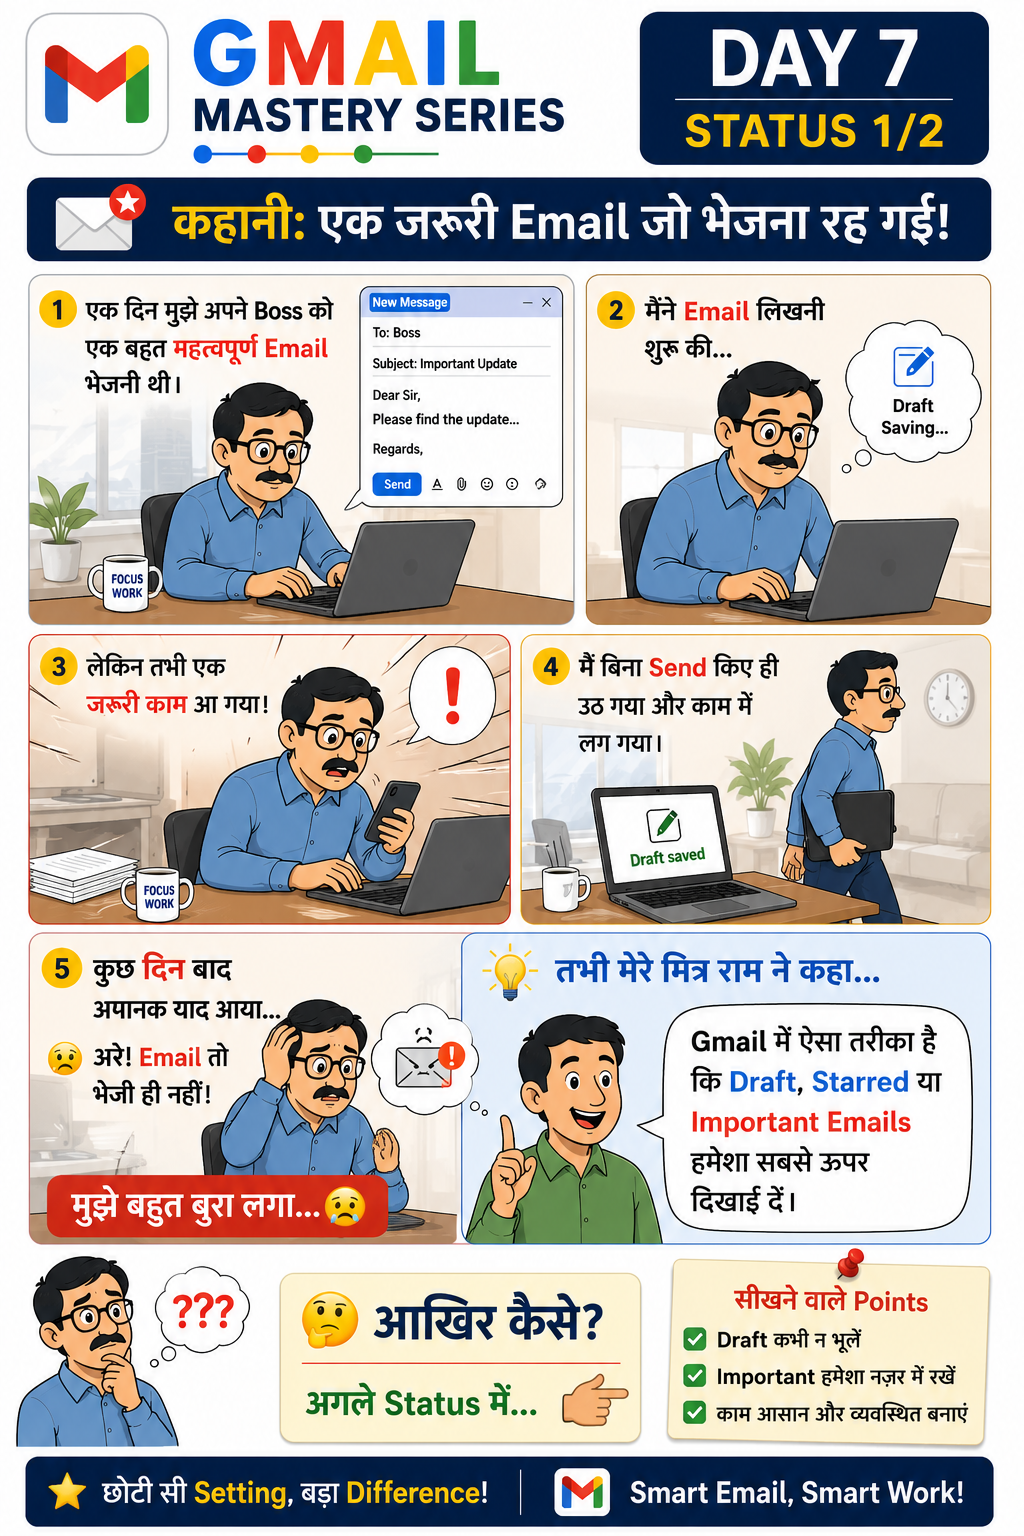 GMAIL
MASTERY SERIES
DAY 7
STATUS 1/2
कहानी: एक जरूरी Email जो भेजना रह गई!
1 एक दिन मुझे अपने Boss को
एक बहत महत्वपूर्ण Email
भेजनी थी।
New Message
To: Boss
Subject: Important Update
Dear Sir,
Please find the update...
Regards,
Send
FOCUS
WORK
2 मैंने Email लिखनी
शुरू की...
Draft
Saving...
3 लेकिन तभी एक
जरूरी काम आ गया!
!
FOCUS
WORK
4 मैं बिना Send किए ही
उठ गया और काम में
लग गया।
Draft saved
5 कुछ दिन बाद
अपानक याद आया...
अरे! Email तो
भेजी ही नहीं!
!
मुझे बहुत बुरा लगा...
तभी मेरे मित्र राम ने कहा...
Gmail में ऐसा तरीका है
कि Draft, Starred या
Important Emails
हमेशा सबसे ऊपर
दिखाई दें।
???
आखिर कैसे?
अगले Status में...
सीखने वाले Points
Draft कभी न भूलें
Important हमेशा नज़र में रखें
काम आसान और व्यवस्थित बनाएं
छोटी सी Setting, बड़ा Difference!
Smart Email, Smart Work!